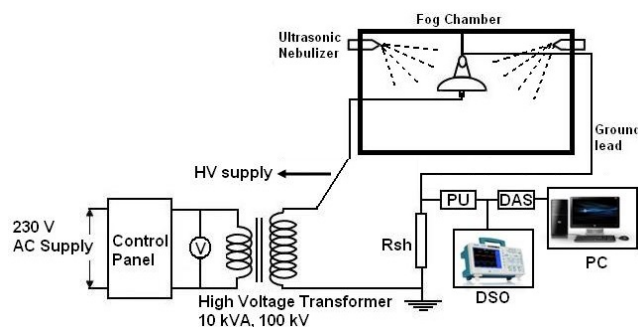 Fog Chamber
Ultrasonic
Nebulizer
Ground
lead
HV supply
230 V
AC Supply
Control
Panel
V
Rsh
PU
DAS
PC
DSO
High Voltage Transformer
10 kVA, 100 kV